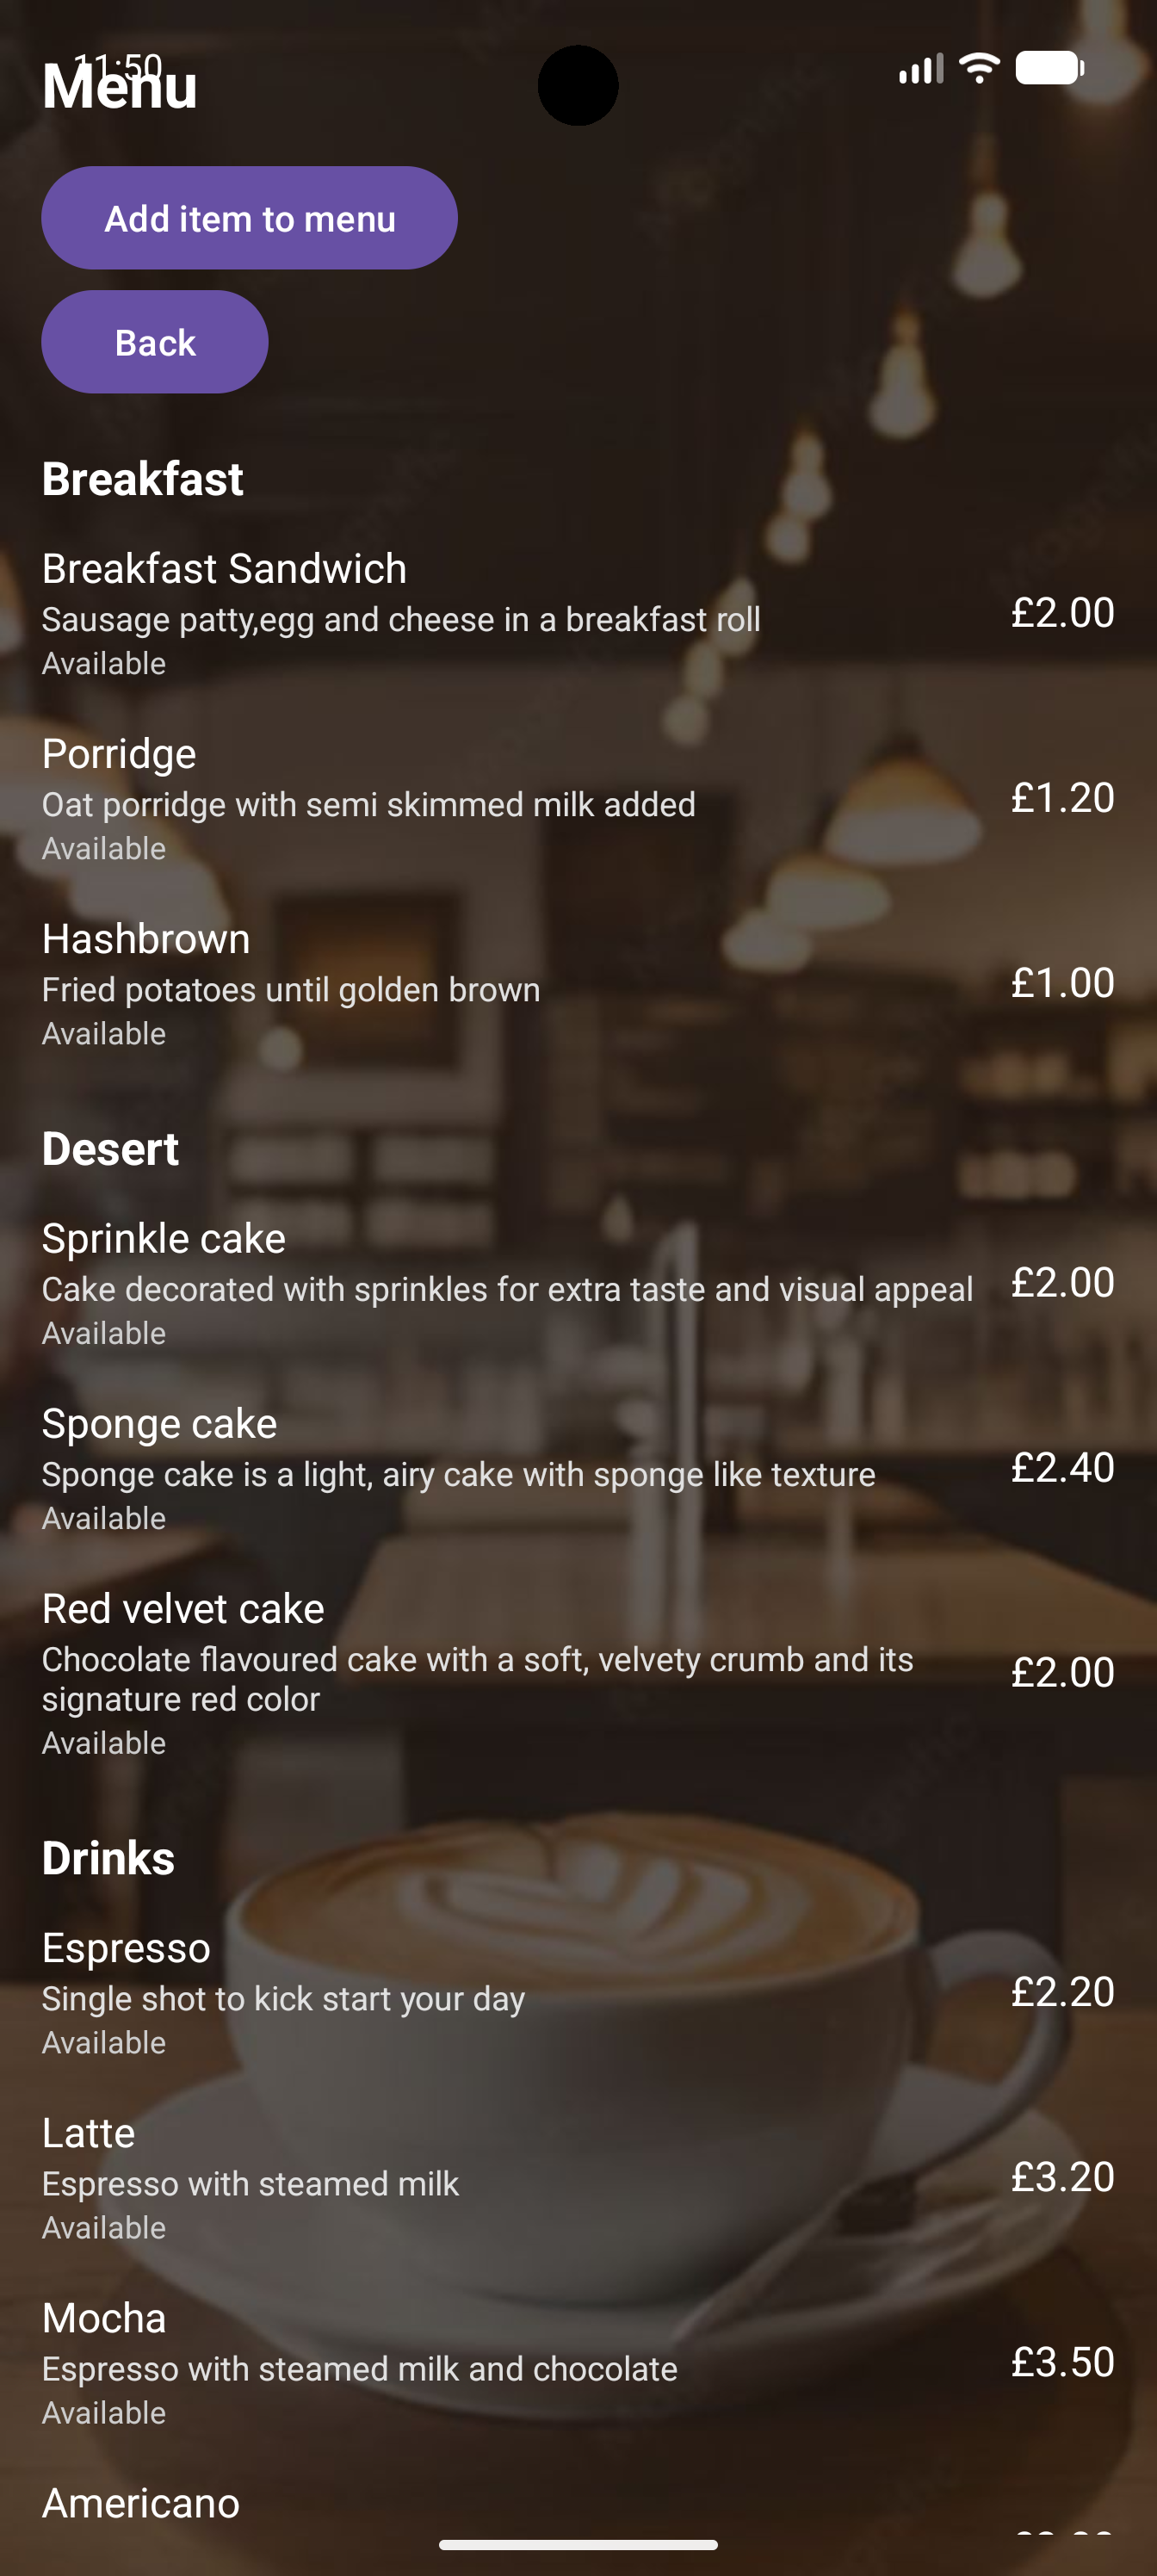 11:50
Menu
Add item to menu
Back
Breakfast
Breakfast Sandwich
Sausage patty,egg and cheese in a breakfast roll
£2.00
Available
Porridge
Oat porridge with semi skimmed milk added
£1.20
Available
Hashbrown
Fried potatoes until golden brown
£1.00
Available
Desert
Sprinkle cake
Cake decorated with sprinkles for extra taste and visual appeal
£2.00
Available
Sponge cake
Sponge cake is a light, airy cake with sponge like texture
£2.40
Available
Red velvet cake
Chocolate flavoured cake with a soft, velvety crumb and its
signature red color
£2.00
Available
Drinks
Espresso
Single shot to kick start your day
£2.20
Available
Latte
Espresso with steamed milk
£3.20
Available
Mocha
Espresso with steamed milk and chocolate
£3.50
Available
Americano